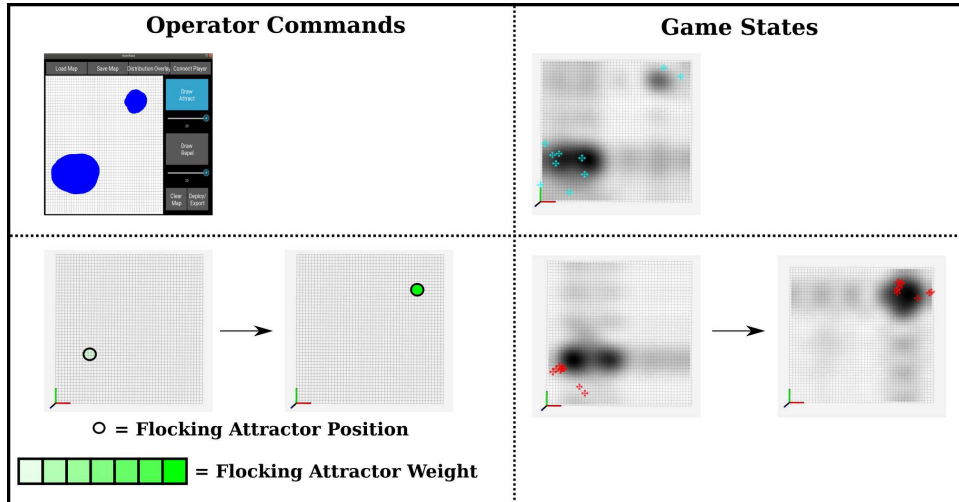 Operator Commands
Game States
Load Map
Save Map
Distribution Overlay
Connect Player
Draw
Attract
Draw
Repel
Clear
Map
Deploy/
Export
= Flocking Attractor Position
= Flocking Attractor Weight